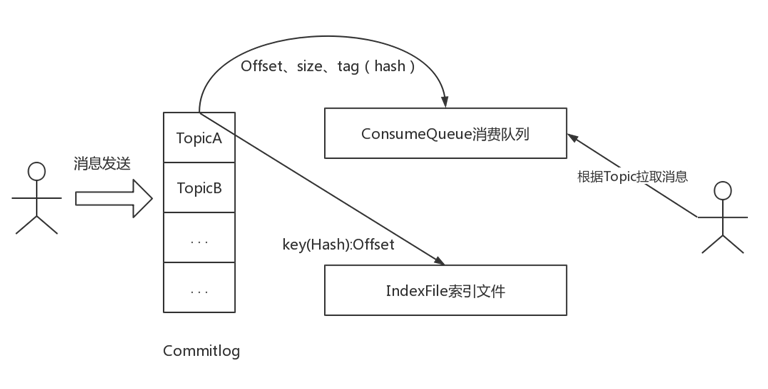 Offset、size、tag（hash）
TopicA
ConsumeQueue消费队列
消息发送
根据Topic拉取消息
TopicB
...
key(Hash):Offset
...
IndexFile索引文件
Commitlog